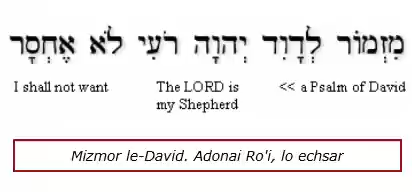 מִזְמוֹר לְדָוִד יְהוָה רֹעִי לֹא אֶחְסָר
I shall not want The LORD is << a Psalm of David
my Shepherd
Mizmor le-David. Adonai Ro'i, lo echsar